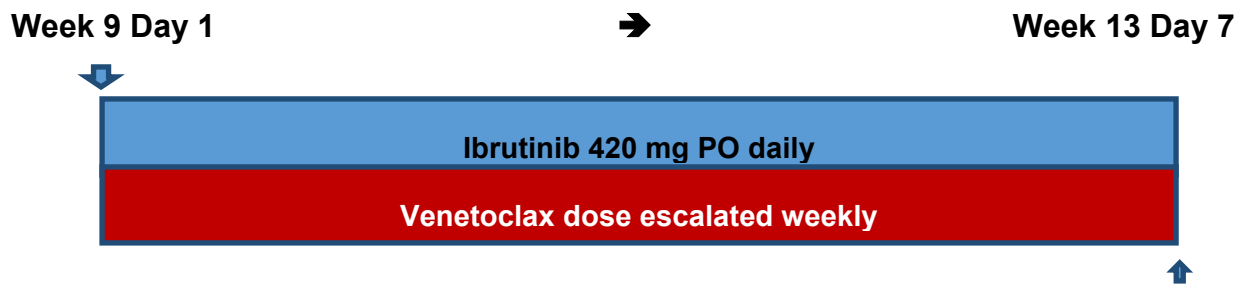 Week 9 Day 1 ➔ Week 13 Day 7
Ibrutinib 420 mg PO daily
Venetoclax dose escalated weekly